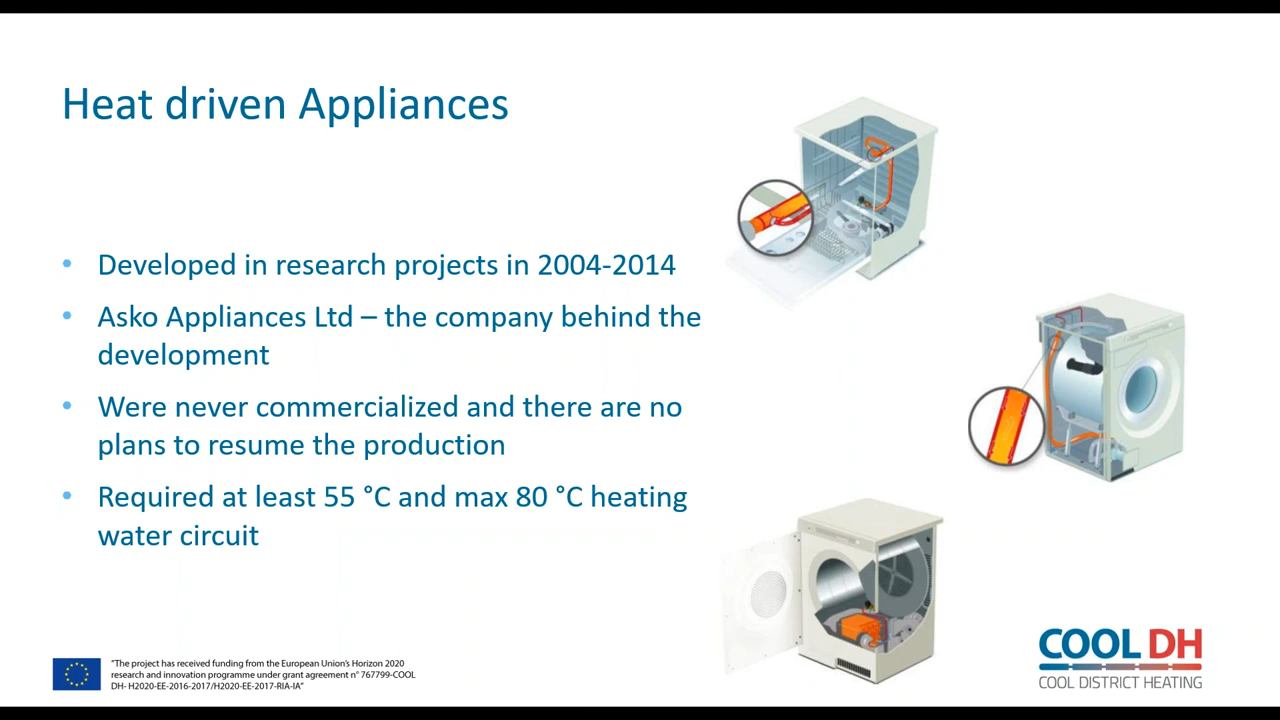 Heat driven Appliances
• Developed in research projects in 2004-2014
• Asko Appliances Ltd – the company behind the
development
• Were never commercialized and there are no
plans to resume the production
• Required at least 55 °C and max 80 °C heating
water circuit
"The project has received funding from the European Union's Horizon 2020
research and innovation programme under grant agreement n° 767799-COOL
DH- H2020-EE-2016-2017/H2020-EE-2017-RIA-IA"
COOL DH
COOL DISTRICT HEATING